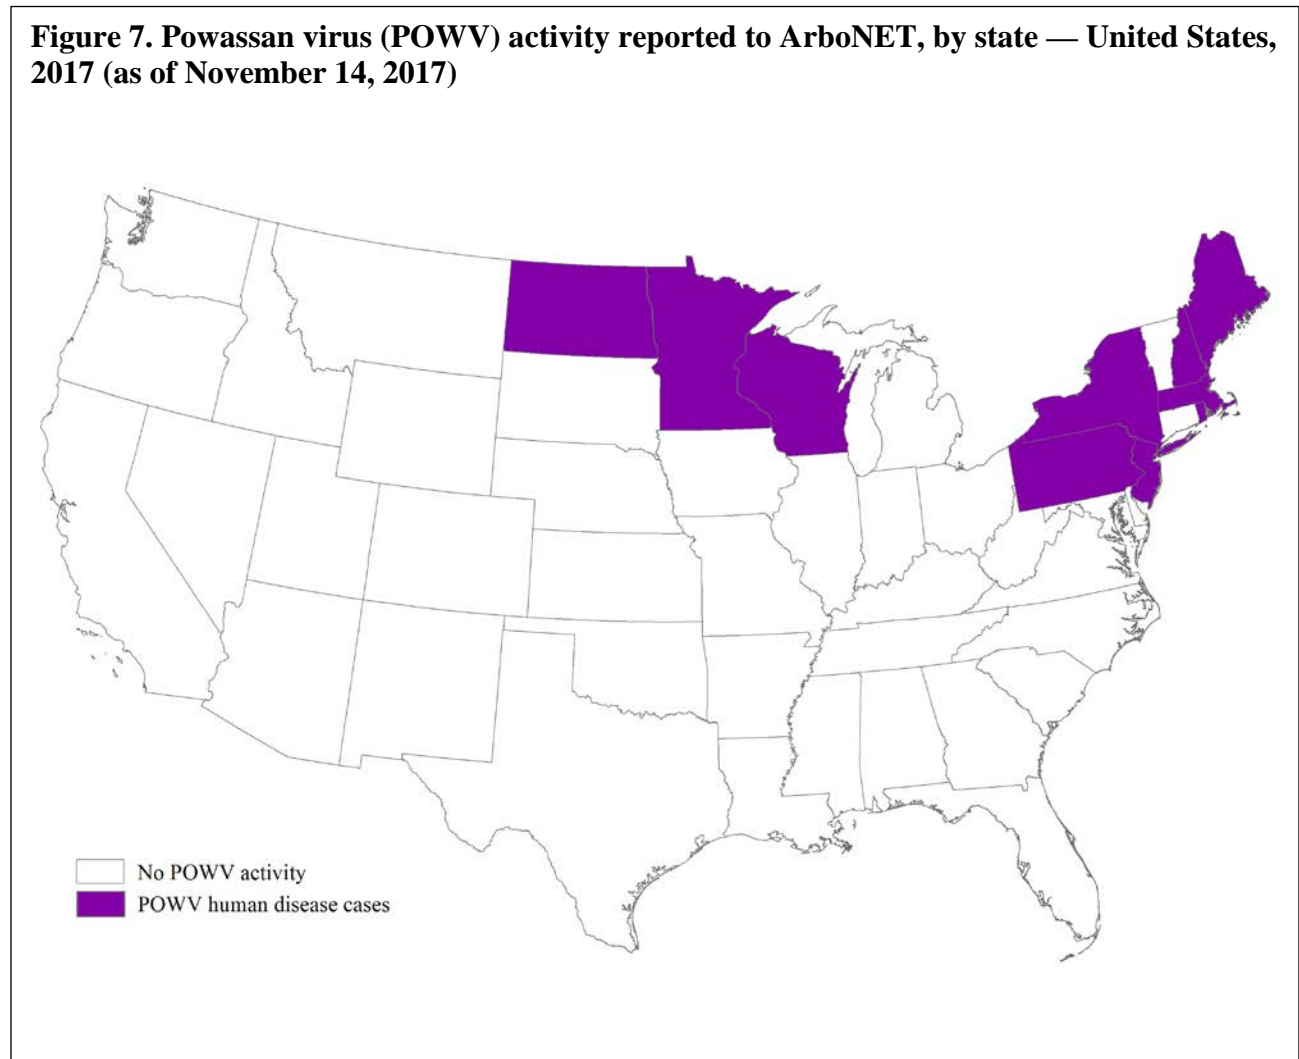 Figure 7. Powassan virus (POWV) activity reported to ArboNET, by state — United States,
2017 (as of November 14, 2017)
No POWV activity
POWV human disease cases